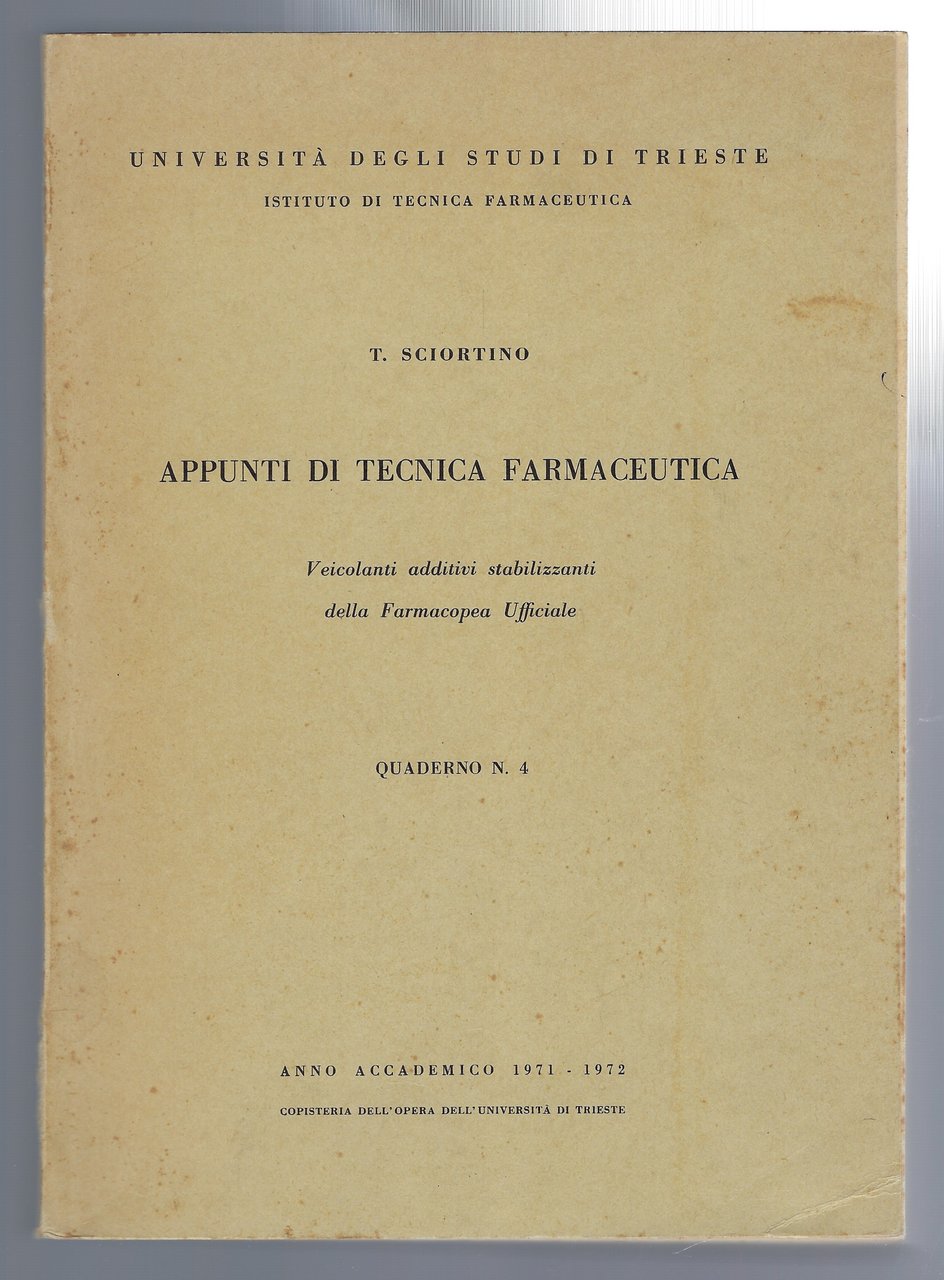 UNIVERSITÀ DEGLI STUDI DI TRIESTE
ISTITUTO DI TECNICA FARMACEUTICA
T. SCIORTINO
APPUNTI DI TECNICA FARMACEUTICA
Veicolanti additivi stabilizzanti
della Farmacopea Ufficiale
QUADERNO N. 4
ANNO ACCADEMICO 1971 - 1972
COPISTERIA DELL'OPERA DELL'UNIVERSITÀ DI TRIESTE